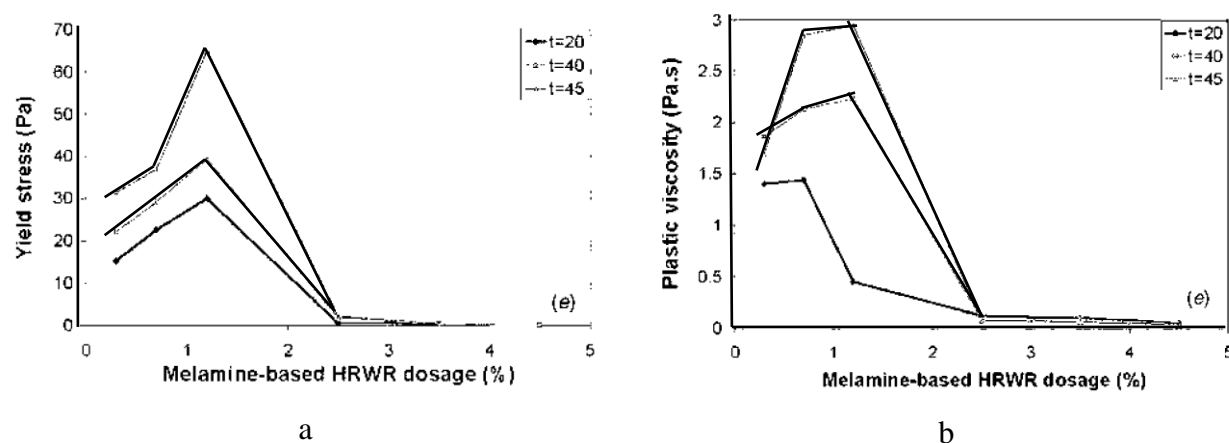 70
60
50
40
30
20
10
0
Yield stress (Pa)
t=20
t=40
t=45
(e)
0 1 2 3 4 5
Melamine-based HRWR dosage (%)
a
3
2.5
2
1.5
1
0.5
0
Plastic viscosity (Pa.s)
t=20
t=40
t=45
(e)
0 1 2 3 4 5
Melamine-based HRWR dosage (%)
b